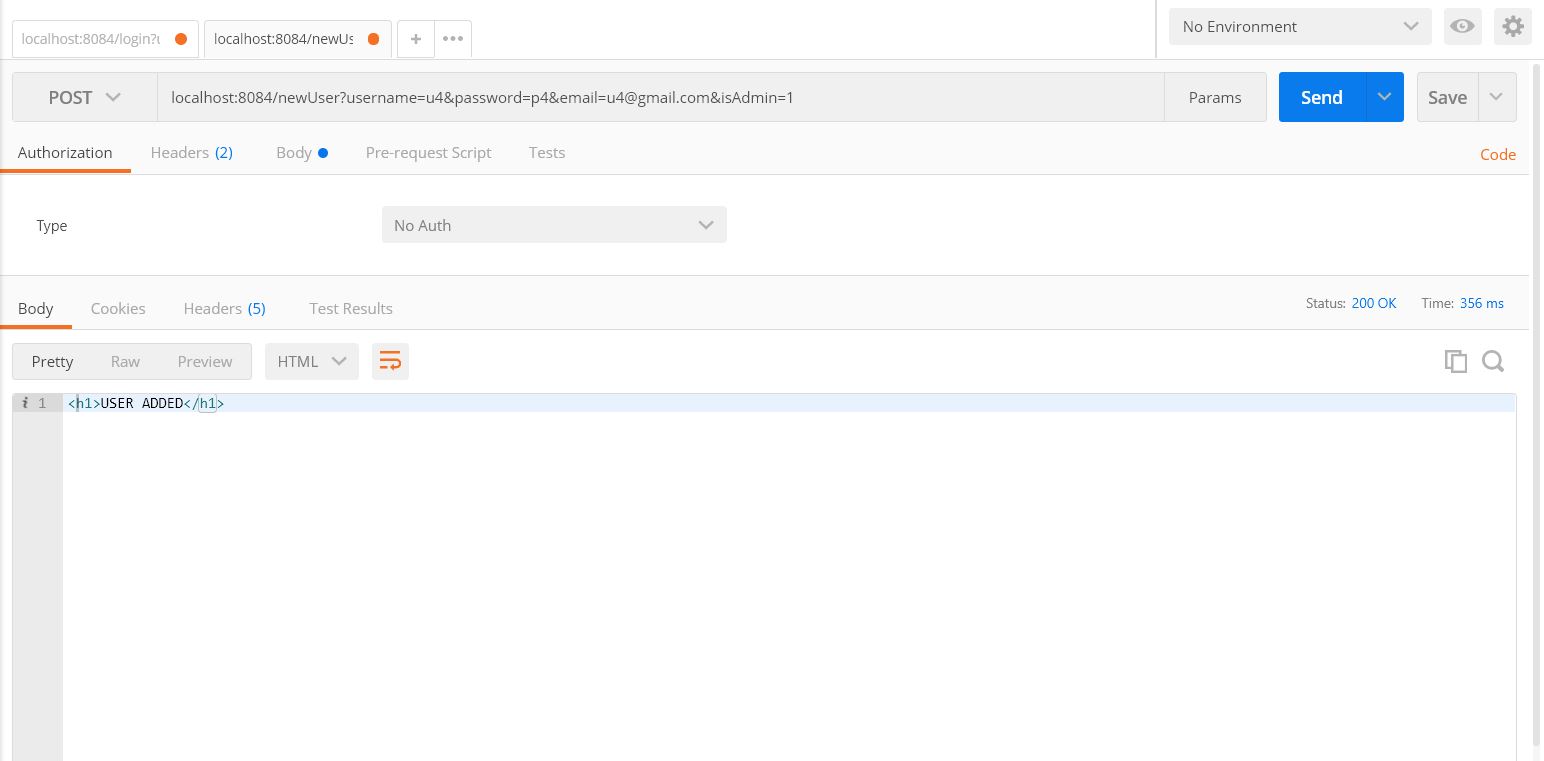 localhost:8084/login?u
localhost:8084/newUs
No Environment
POST
localhost:8084/newUser?username=u4&password=p4&email=u4@gmail.com&isAdmin=1
Params
Send
Save
Authorization
Headers (2)
Body
Pre-request Script
Tests
Code
Type
No Auth
Body
Cookies
Headers (5)
Test Results
Status: 200 OK
Time: 356 ms
Pretty
Raw
Preview
HTML
i 1 <h1>USER ADDED</h1>